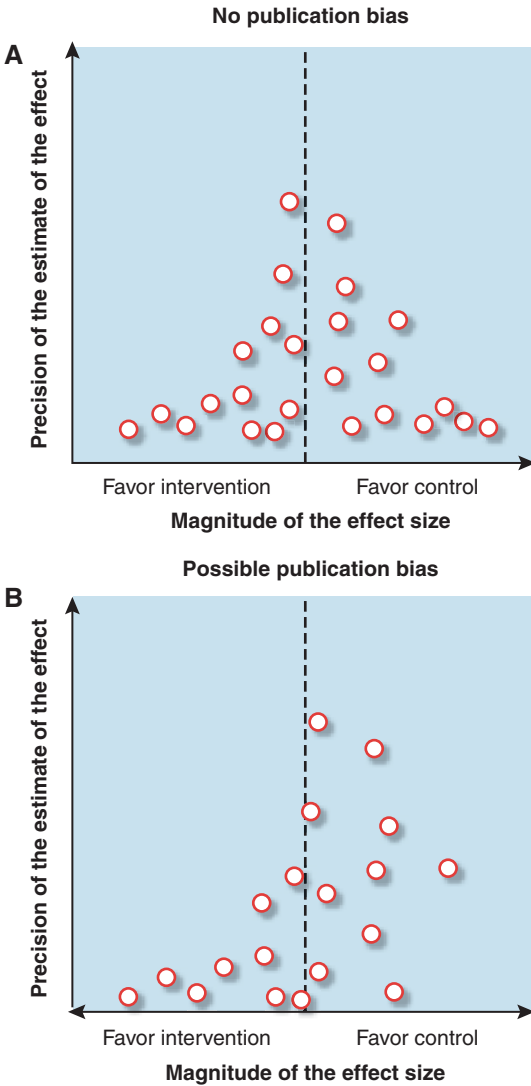 No publication bias
A
Precision of the estimate of the effect
Favor intervention Favor control
Magnitude of the effect size
Possible publication bias
B
Precision of the estimate of the effect
Favor intervention Favor control
Magnitude of the effect size